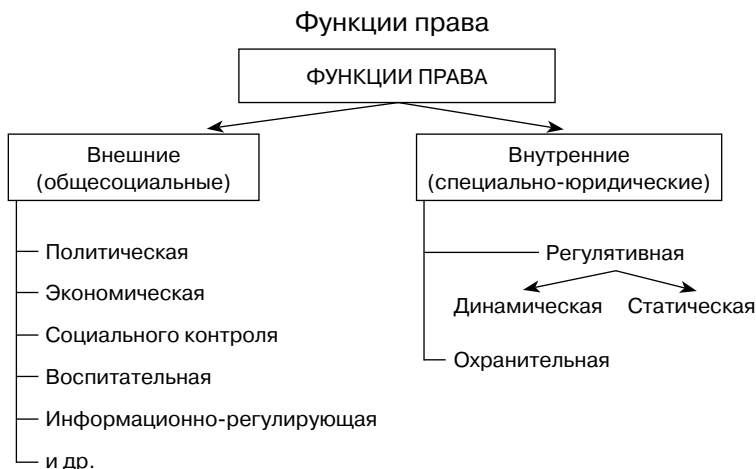 Функции права
ФУНКЦИИ ПРАВА
Внешние
(общесоциальные)
Политическая
Экономическая
Социального контроля
Воспитательная
Информационно-регулирующая
и др.
Внутренние
(специально-юридические)
Регулятивная
Динамическая
Статическая
Охранительная